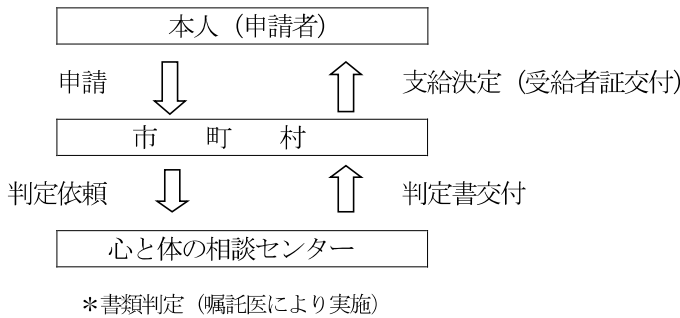 本人（申請者）
申請
支給決定（受給者証交付）
市　町　村
判定依頼
判定書交付
心と体の相談センター
＊書類判定（嘱託医により実施）